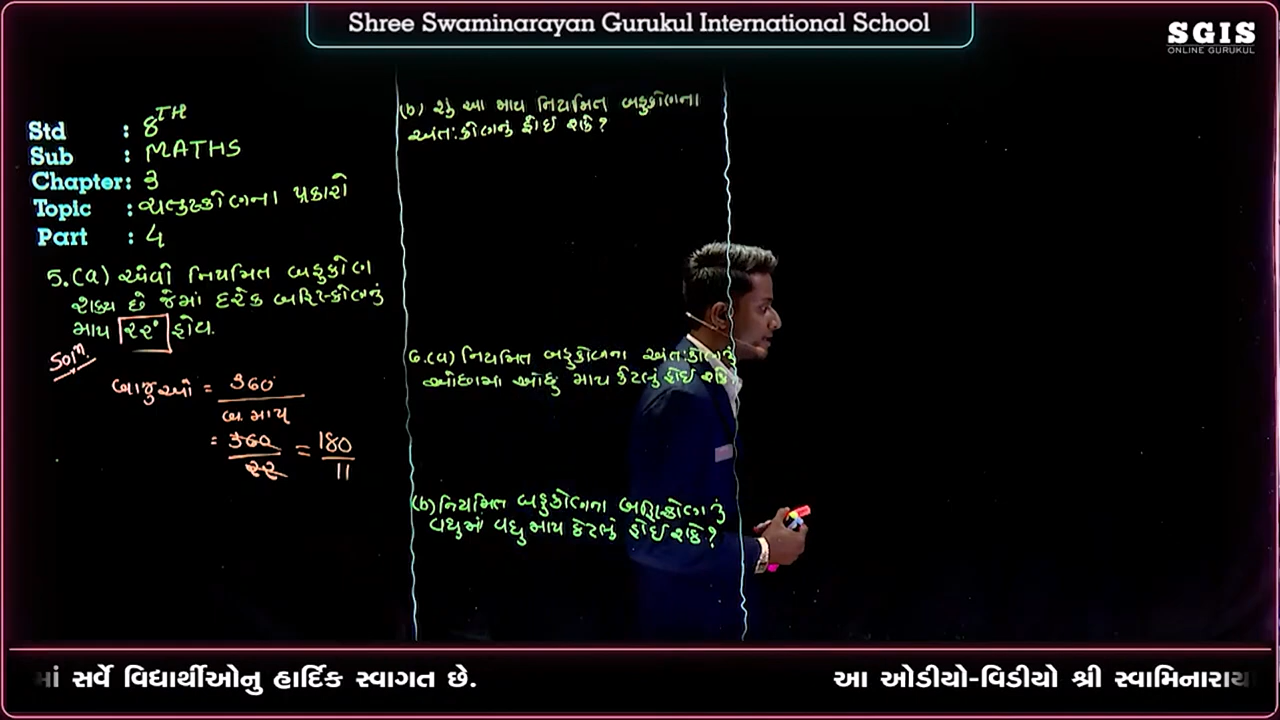 Shree Swaminarayan Gurukul International School
SGIS
ONLINE GURUKUL
Std : 8TH
Sub : MATHS
Chapter: 3
Topic : ચતુષ્કોણના પ્રકારો
Part : 4
5.(a) એવો નિયમિત બહુકોણ
શક્ય છે જેમાં દરેક બહિષ્કોણનું
માપ ૨૨° હોય.
Soln.
બાજુઓ = 360°
બ. માપ
= 360
૨૨
= 180
11
(b) શું આ માપ નિયમિત બહુકોણના
અંતઃકોણનું હોઈ શકે?
6.(a) નિયમિત બહુકોણના અંતઃકોણનું
ઓછામાં ઓછું માપ કેટલું હોઈ શકે.
(b) નિયમિત બહુકોણના બહિષ્કોણનું
વધુમાં વધુ માપ કેટલું હોઈ શકે?
માં સર્વે વિદ્યાર્થીઓનુ હાર્દિક સ્વાગત છે.
આ ઓડીયો-વિડીયો શ્રી સ્વામિનારાય